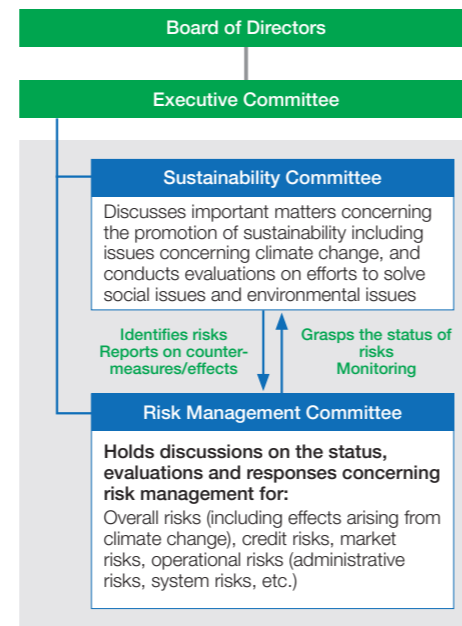 Board of Directors
Executive Committee
Sustainability Committee
Discusses important matters concerning
the promotion of sustainability including
issues concerning climate change, and
conducts evaluations on efforts to solve
social issues and environmental issues
Identifies risks
Reports on counter-
measures/effects
Grasps the status of
risks
Monitoring
Risk Management Committee
Holds discussions on the status,
evaluations and responses concerning
risk management for:
Overall risks (including effects arising from
climate change), credit risks, market
risks, operational risks (administrative
risks, system risks, etc.)